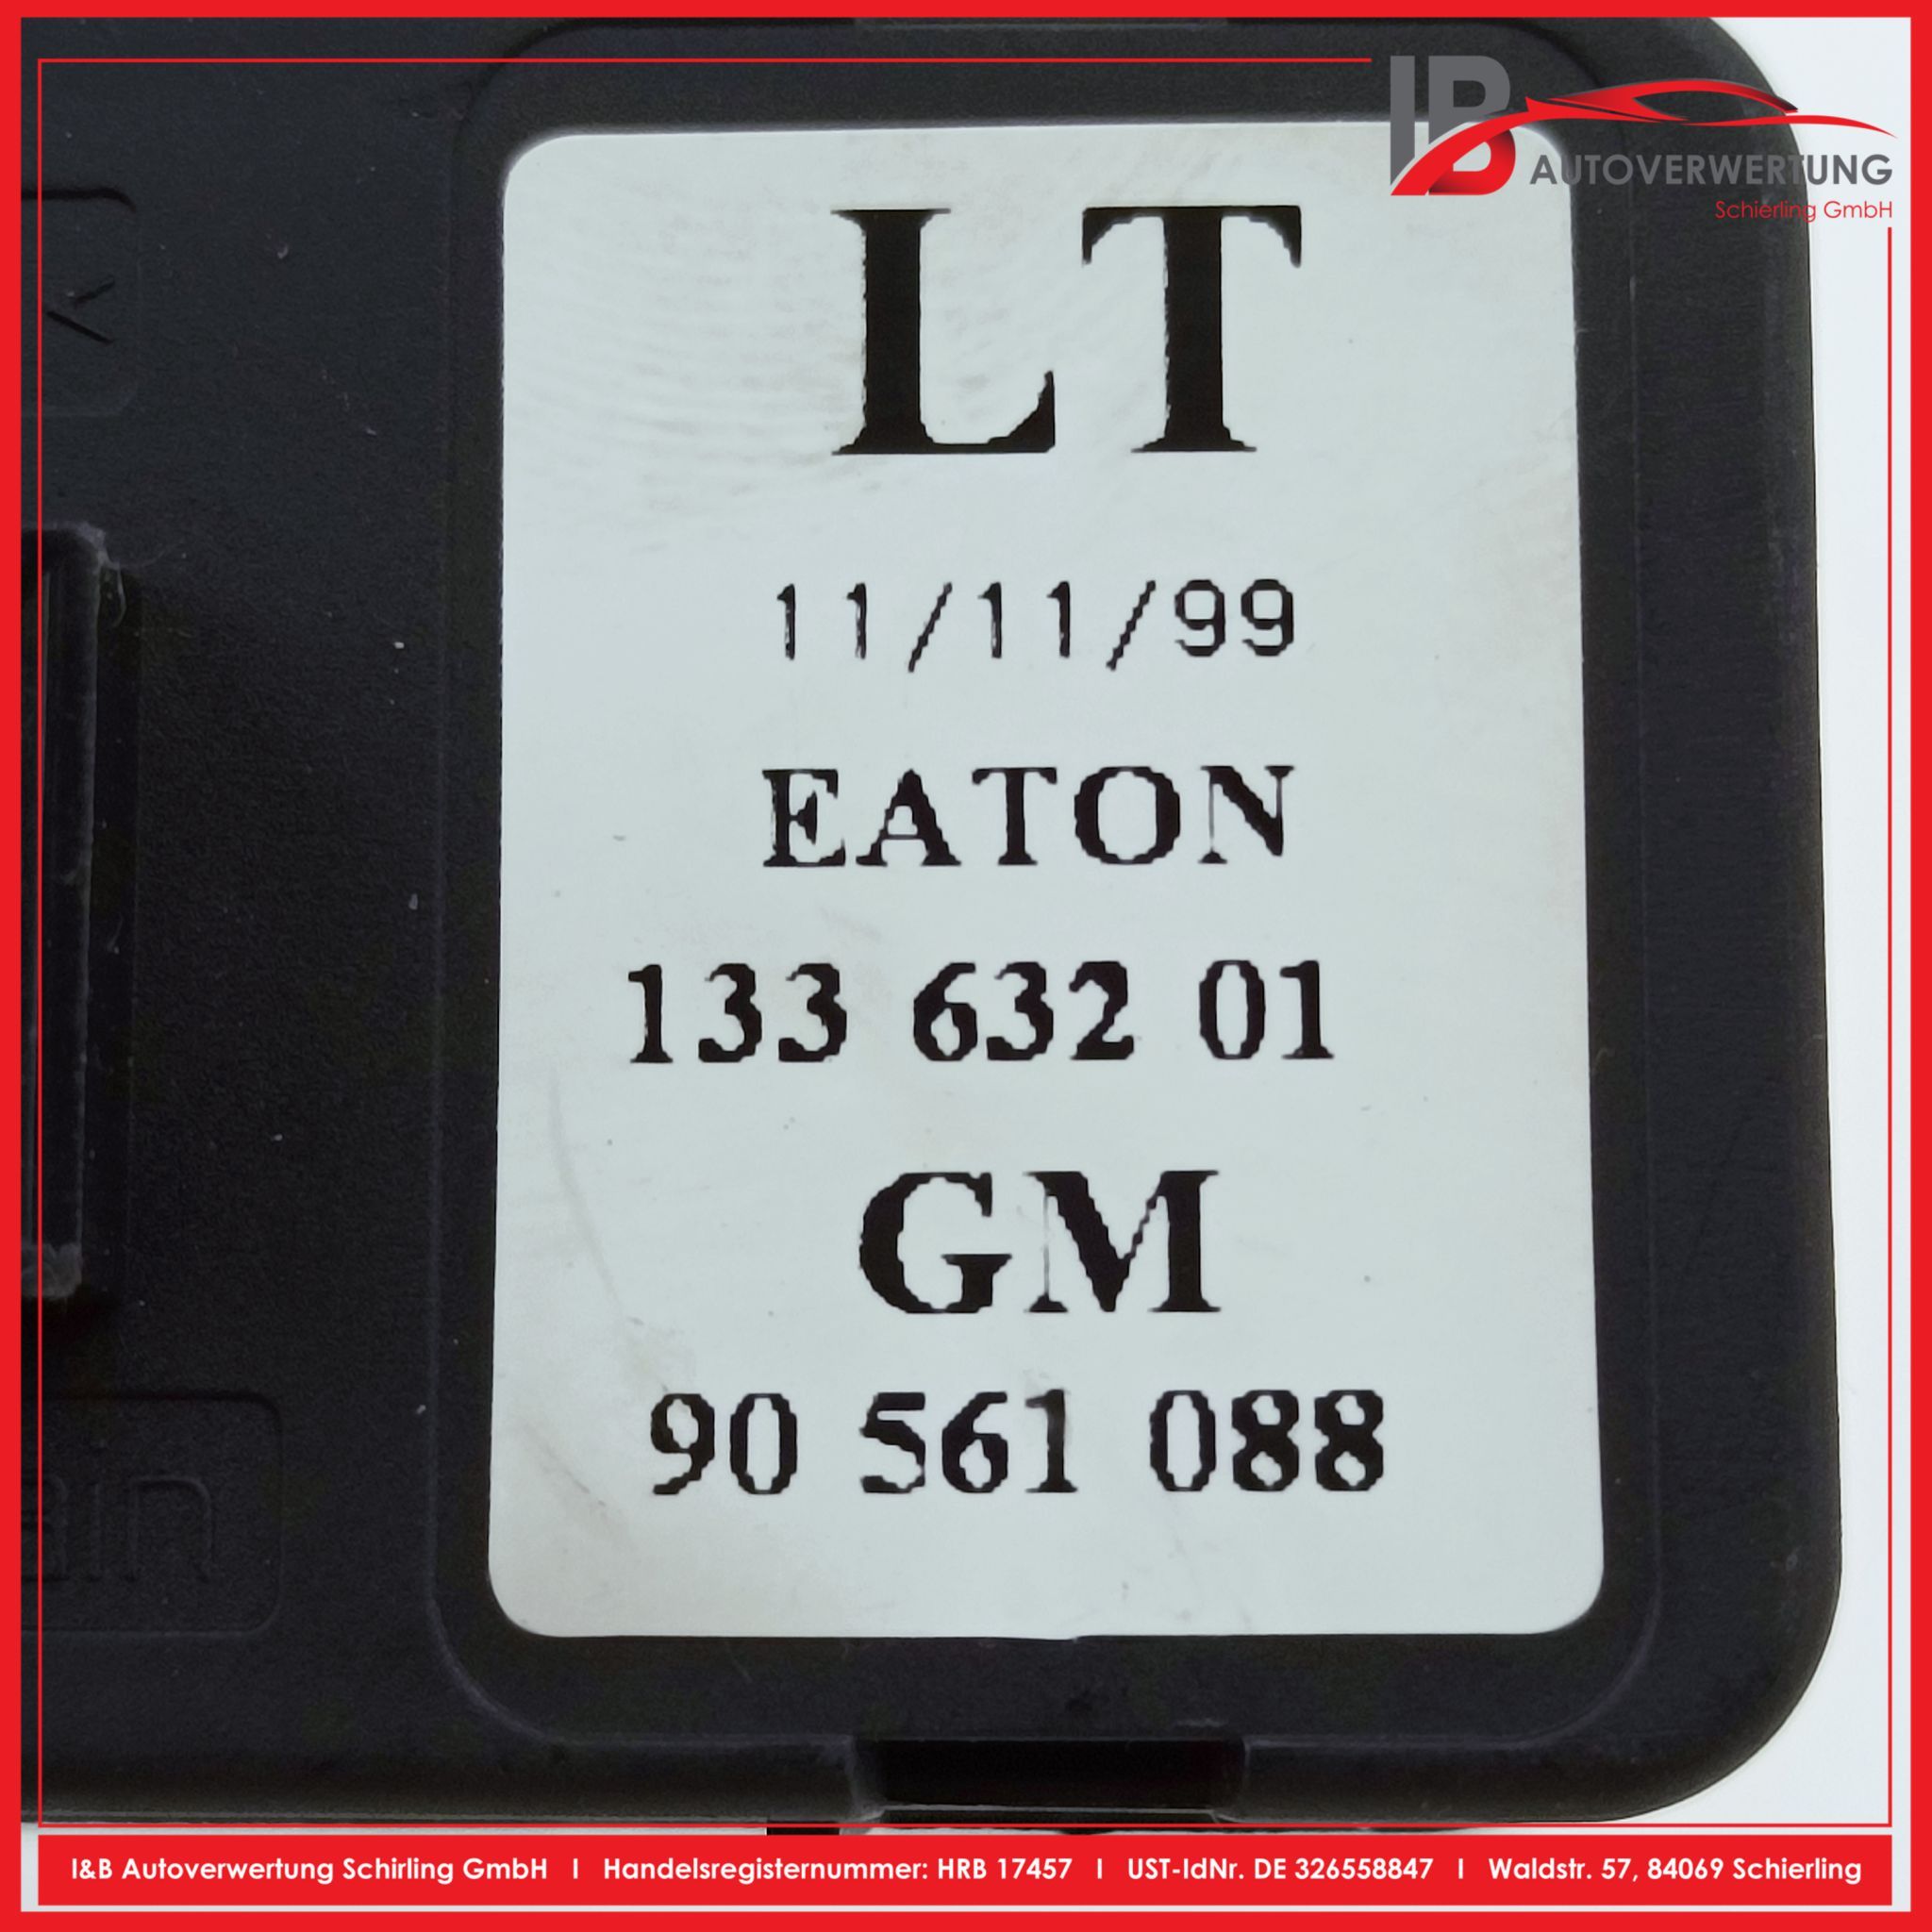 IB
AUTOVERWERTUNG
Schierling GmbH
LT
11/11/99
EATON
133 632 01
GM
90 561 088
I&B Autoverwertung Schirling GmbH I Handelsregisternummer: HRB 17457 I UST-IdNr. DE 326558847 I Waldstr. 57, 84069 Schierling